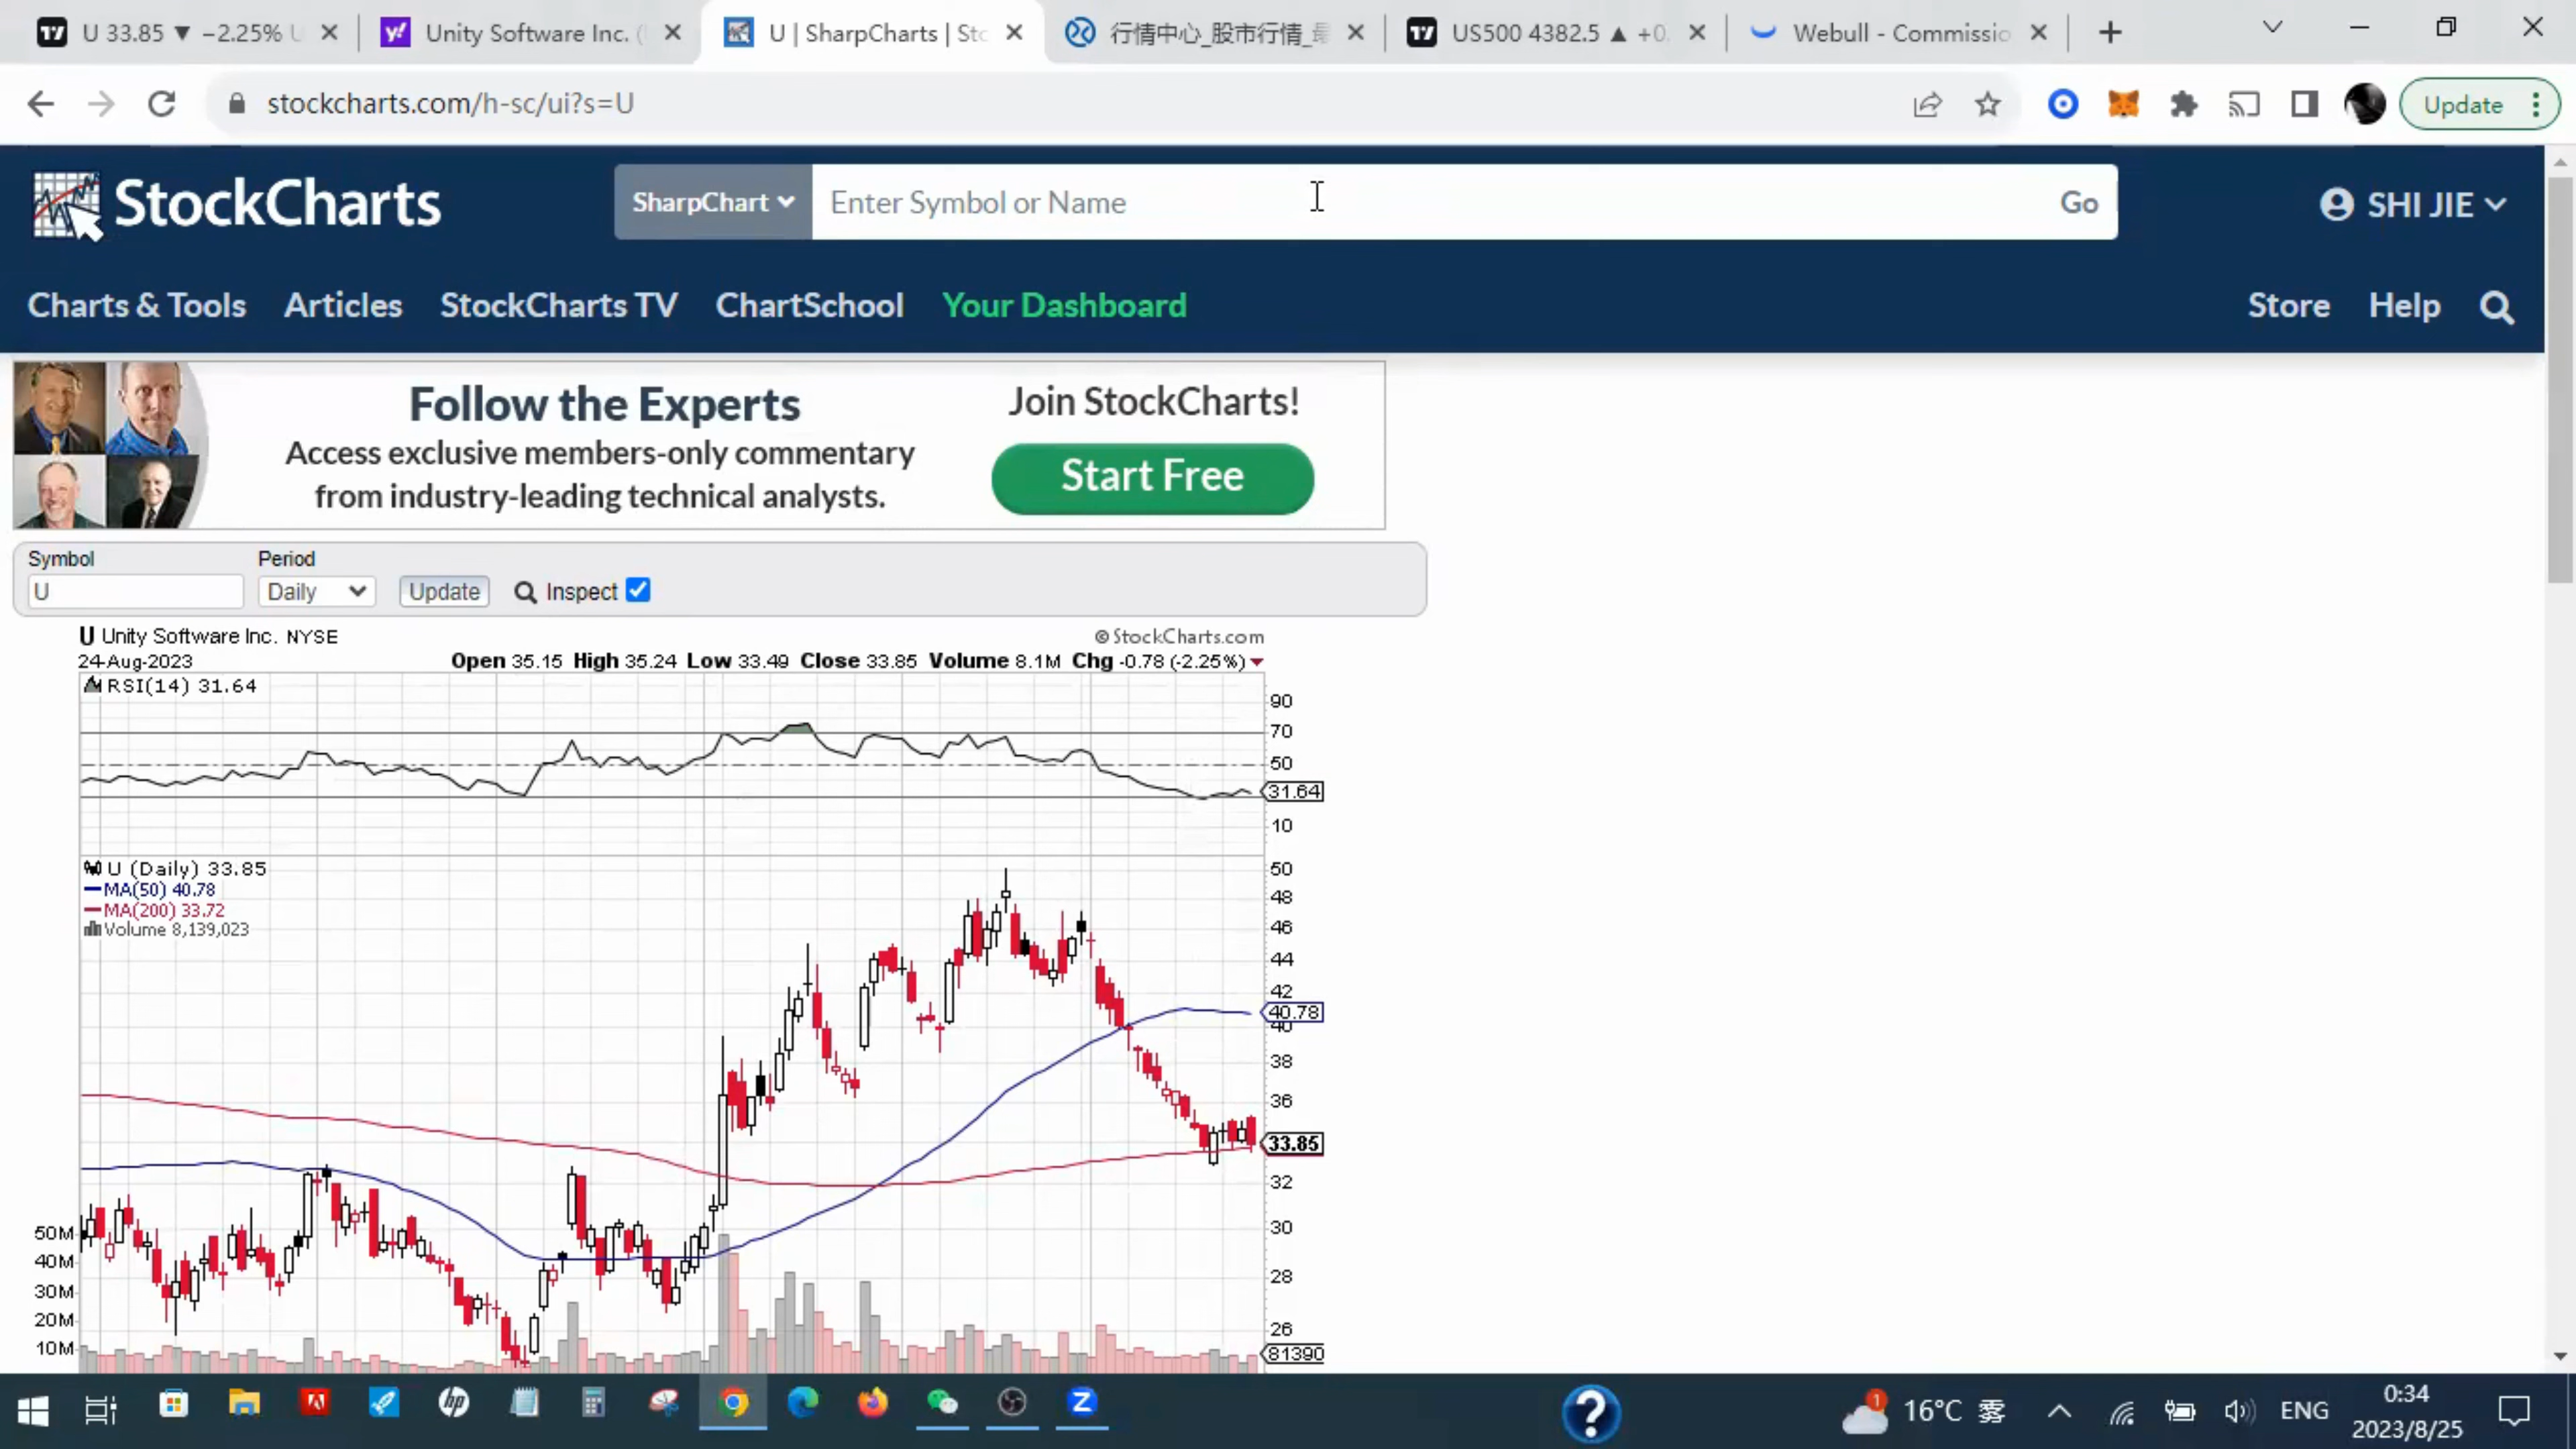 U 33.85 ▼ −2.25% U
Unity Software Inc. (
U | SharpCharts | Sto
行情中心_股市行情_最
US500 4382.5 ▲ +0.
Webull - Commissio
stockcharts.com/h-sc/ui?s=U
Update
StockCharts
SharpChart
Enter Symbol or Name
Go
SHI JIE
Charts & Tools
Articles
StockCharts TV
ChartSchool
Your Dashboard
Store
Help
Follow the Experts
Access exclusive members-only commentary
from industry-leading technical analysts.
Join StockCharts!
Start Free
Symbol
Period
U
Daily
Update
Inspect
U Unity Software Inc. NYSE
© StockCharts.com
24-Aug-2023
Open 35.15 High 35.24 Low 33.49 Close 33.85 Volume 8.1M Chg -0.78 (-2.25%)
RSI(14) 31.64
90
70
50
31.64
10
U (Daily) 33.85
MA(50) 40.78
MA(200) 33.72
Volume 8,139,023
50
48
46
44
42
40.78
40
38
36
33.85
32
30
28
26
81390
50M
40M
30M
20M
10M
1
16°C 雾
ENG
0:34
2023/8/25